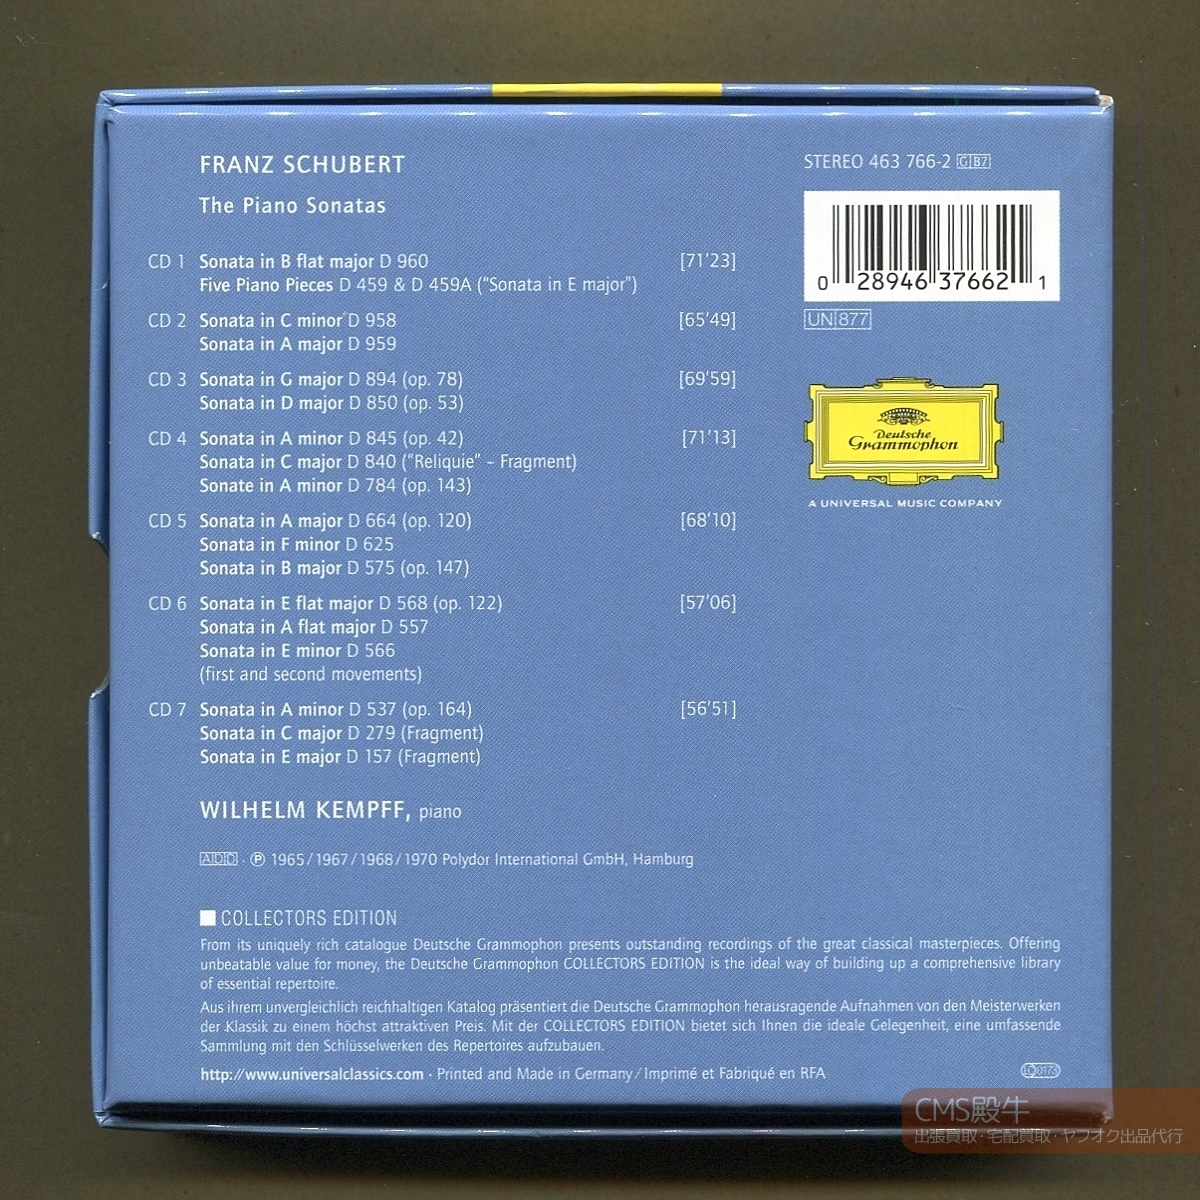 FRANZ SCHUBERT
The Piano Sonatas
CD 1 Sonata in B flat major D 960 [71'23]
Five Piano Pieces D 459 & D 459A (“Sonata in E major”)
CD 2 Sonata in C minor D 958 [65'49]
Sonata in A major D 959
CD 3 Sonata in G major D 894 (op. 78) [69'59]
Sonata in D major D 850 (op. 53)
CD 4 Sonata in A minor D 845 (op. 42) [71'13]
Sonata in C major D 840 (“Reliquie” – Fragment)
Sonate in A minor D 784 (op. 143)
CD 5 Sonata in A major D 664 (op. 120) [68'10]
Sonata in F minor D 625
Sonata in B major D 575 (op. 147)
CD 6 Sonata in E flat major D 568 (op. 122) [57'06]
Sonata in A flat major D 557
Sonata in E minor D 566
(first and second movements)
CD 7 Sonata in A minor D 537 (op. 164) [56'51]
Sonata in C major D 279 (Fragment)
Sonata in E major D 157 (Fragment)
WILHELM KEMPFF, piano
ADD · ℗ 1965/1967/1968/1970 Polydor International GmbH, Hamburg
STEREO 463 766-2 G B7
0 28946 37662 1
UN 877
Deutsche
Grammophon
A UNIVERSAL MUSIC COMPANY
COLLECTORS EDITION
From its uniquely rich catalogue Deutsche Grammophon presents outstanding recordings of the great classical masterpieces. Offering
unbeatable value for money, the Deutsche Grammophon COLLECTORS EDITION is the ideal way of building up a comprehensive library
of essential repertoire.
Aus ihrem unvergleichlich reichhaltigen Katalog präsentiert die Deutsche Grammophon herausragende Aufnahmen von den Meisterwerken
der Klassik zu einem höchst attraktiven Preis. Mit der COLLECTORS EDITION bietet sich Ihnen die ideale Gelegenheit, eine umfassende
Sammlung mit den Schlüsselwerken des Repertoires aufzubauen.
http://www.universalclassics.com · Printed and Made in Germany/Imprimé et Fabriqué en RFA
LC 0173
CMS殿牛
出張買取·宅配買取·ヤフオク出品代行